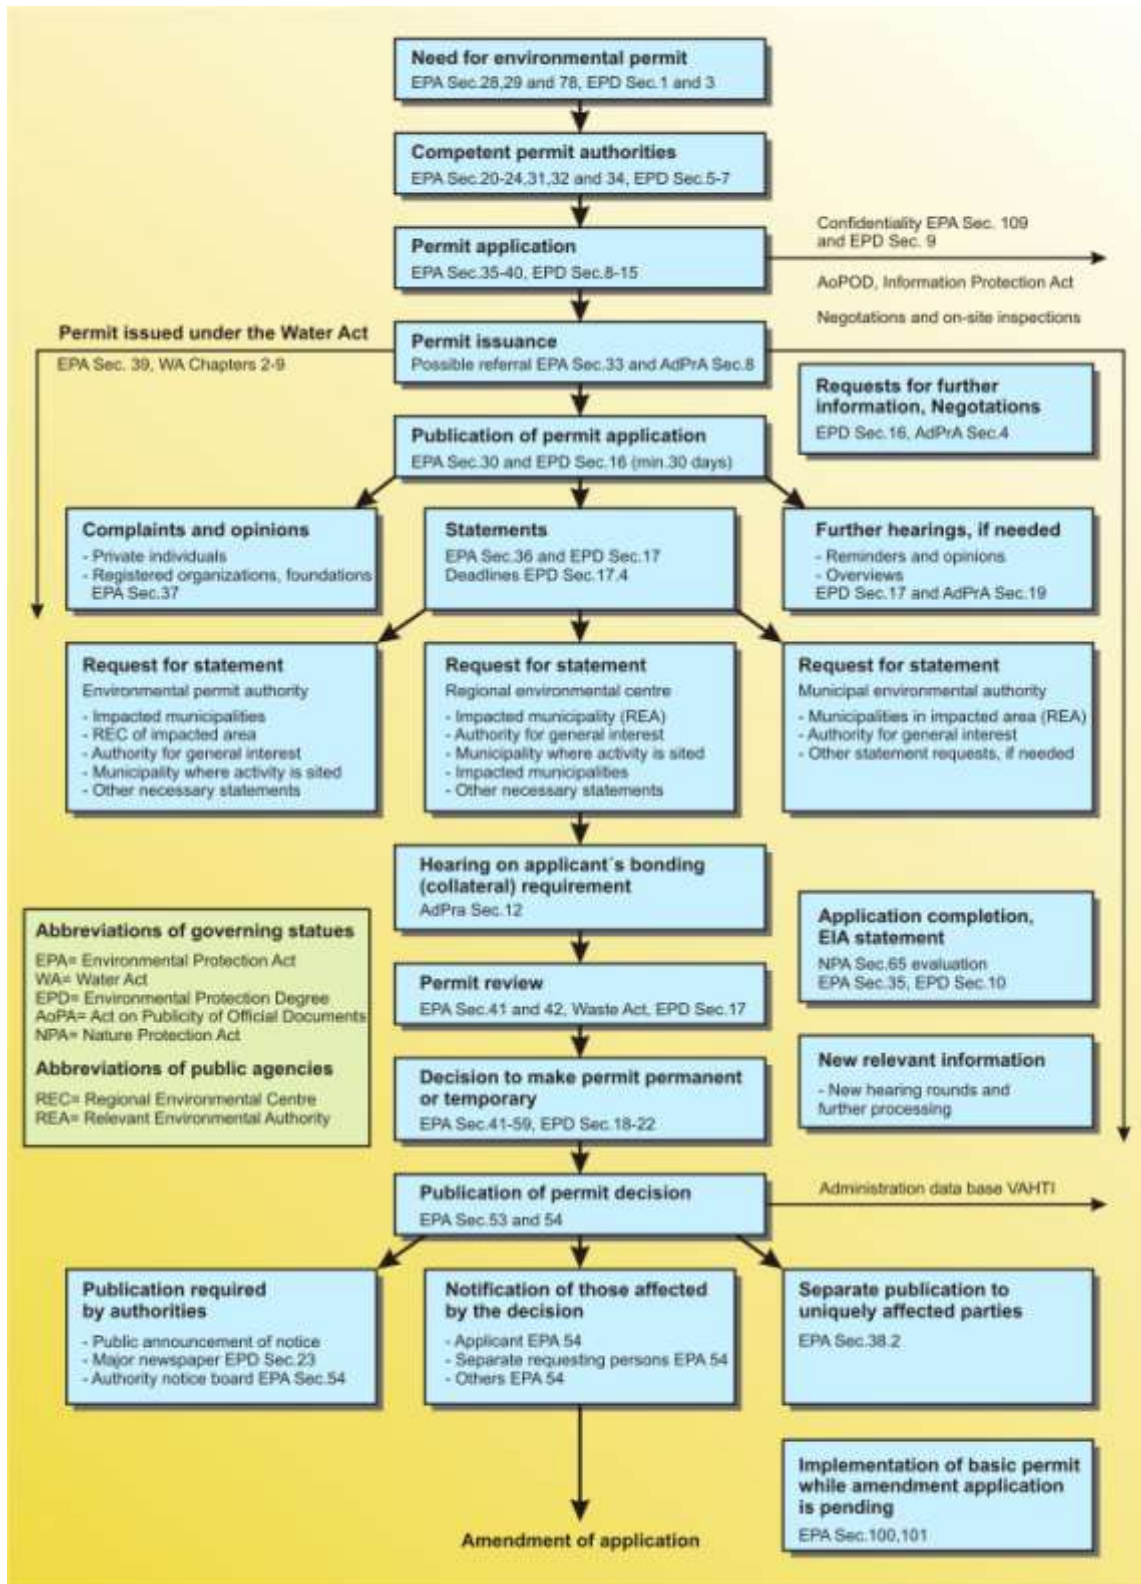 Need for environmental permit
EPA Sec.28,29 and 78, EPD Sec.1 and 3
Competent permit authorities
EPA Sec.20-24,31,32 and 34, EPD Sec.5-7
Permit application
EPA Sec.35-40, EPD Sec.8-15
Confidentiality EPA Sec. 109
and EPD Sec. 9
AoPOD, Information Protection Act
Negotations and on-site inspections
Permit issued under the Water Act
EPA Sec. 39, WA Chapters 2-9
Permit issuance
Possible referral EPA Sec.33 and AdPrA Sec.8
Requests for further
information, Negotations
EPD Sec.16, AdPrA Sec.4
Publication of permit application
EPA Sec.30 and EPD Sec.16 (min.30 days)
Complaints and opinions
- Private individuals
- Registered organizations, foundations
EPA Sec.37
Statements
EPA Sec.36 and EPD Sec.17
Deadlines EPD Sec.17.4
Further hearings, if needed
- Reminders and opinions
- Overviews
EPD Sec.17 and AdPrA Sec.19
Request for statement
Environmental permit authority
- Impacted municipalities
- REC of impacted area
- Authority for general interest
- Municipality where activity is sited
- Other necessary statements
Request for statement
Regional environmental centre
- Impacted municipality (REA)
- Authority for general interest
- Municipality where activity is sited
- Impacted municipalities
- Other necessary statements
Request for statement
Municipal environmental authority
- Municipalities in impacted area (REA)
- Authority for general interest
- Other statement requests, if needed
Hearing on applicant´s bonding
(collateral) requirement
AdPra Sec.12
Application completion,
EIA statement
NPA Sec.65 evaluation
EPA Sec.35, EPD Sec.10
Abbreviations of governing statues
EPA= Environmental Protection Act
WA= Water Act
EPD= Environmental Protection Degree
AoPA= Act on Publicity of Official Documents
NPA= Nature Protection Act
Abbreviations of public agencies
REC= Regional Environmental Centre
REA= Relevant Environmental Authority
Permit review
EPA Sec.41 and 42, Waste Act, EPD Sec.17
New relevant information
- New hearing rounds and
further processing
Decision to make permit permanent
or temporary
EPA Sec.41-59, EPD Sec.18-22
Publication of permit decision
EPA Sec.53 and 54
Administration data base VAHTI
Publication required
by authorities
- Public announcement of notice
- Major newspaper EPD Sec.23
- Authority notice board EPA Sec.54
Notification of those affected
by the decision
- Applicant EPA 54
- Separate requesting persons EPA 54
- Others EPA 54
Separate publication to
uniquely affected parties
EPA Sec.38.2
Implementation of basic permit
while amendment application
is pending
EPA Sec.100,101
Amendment of application